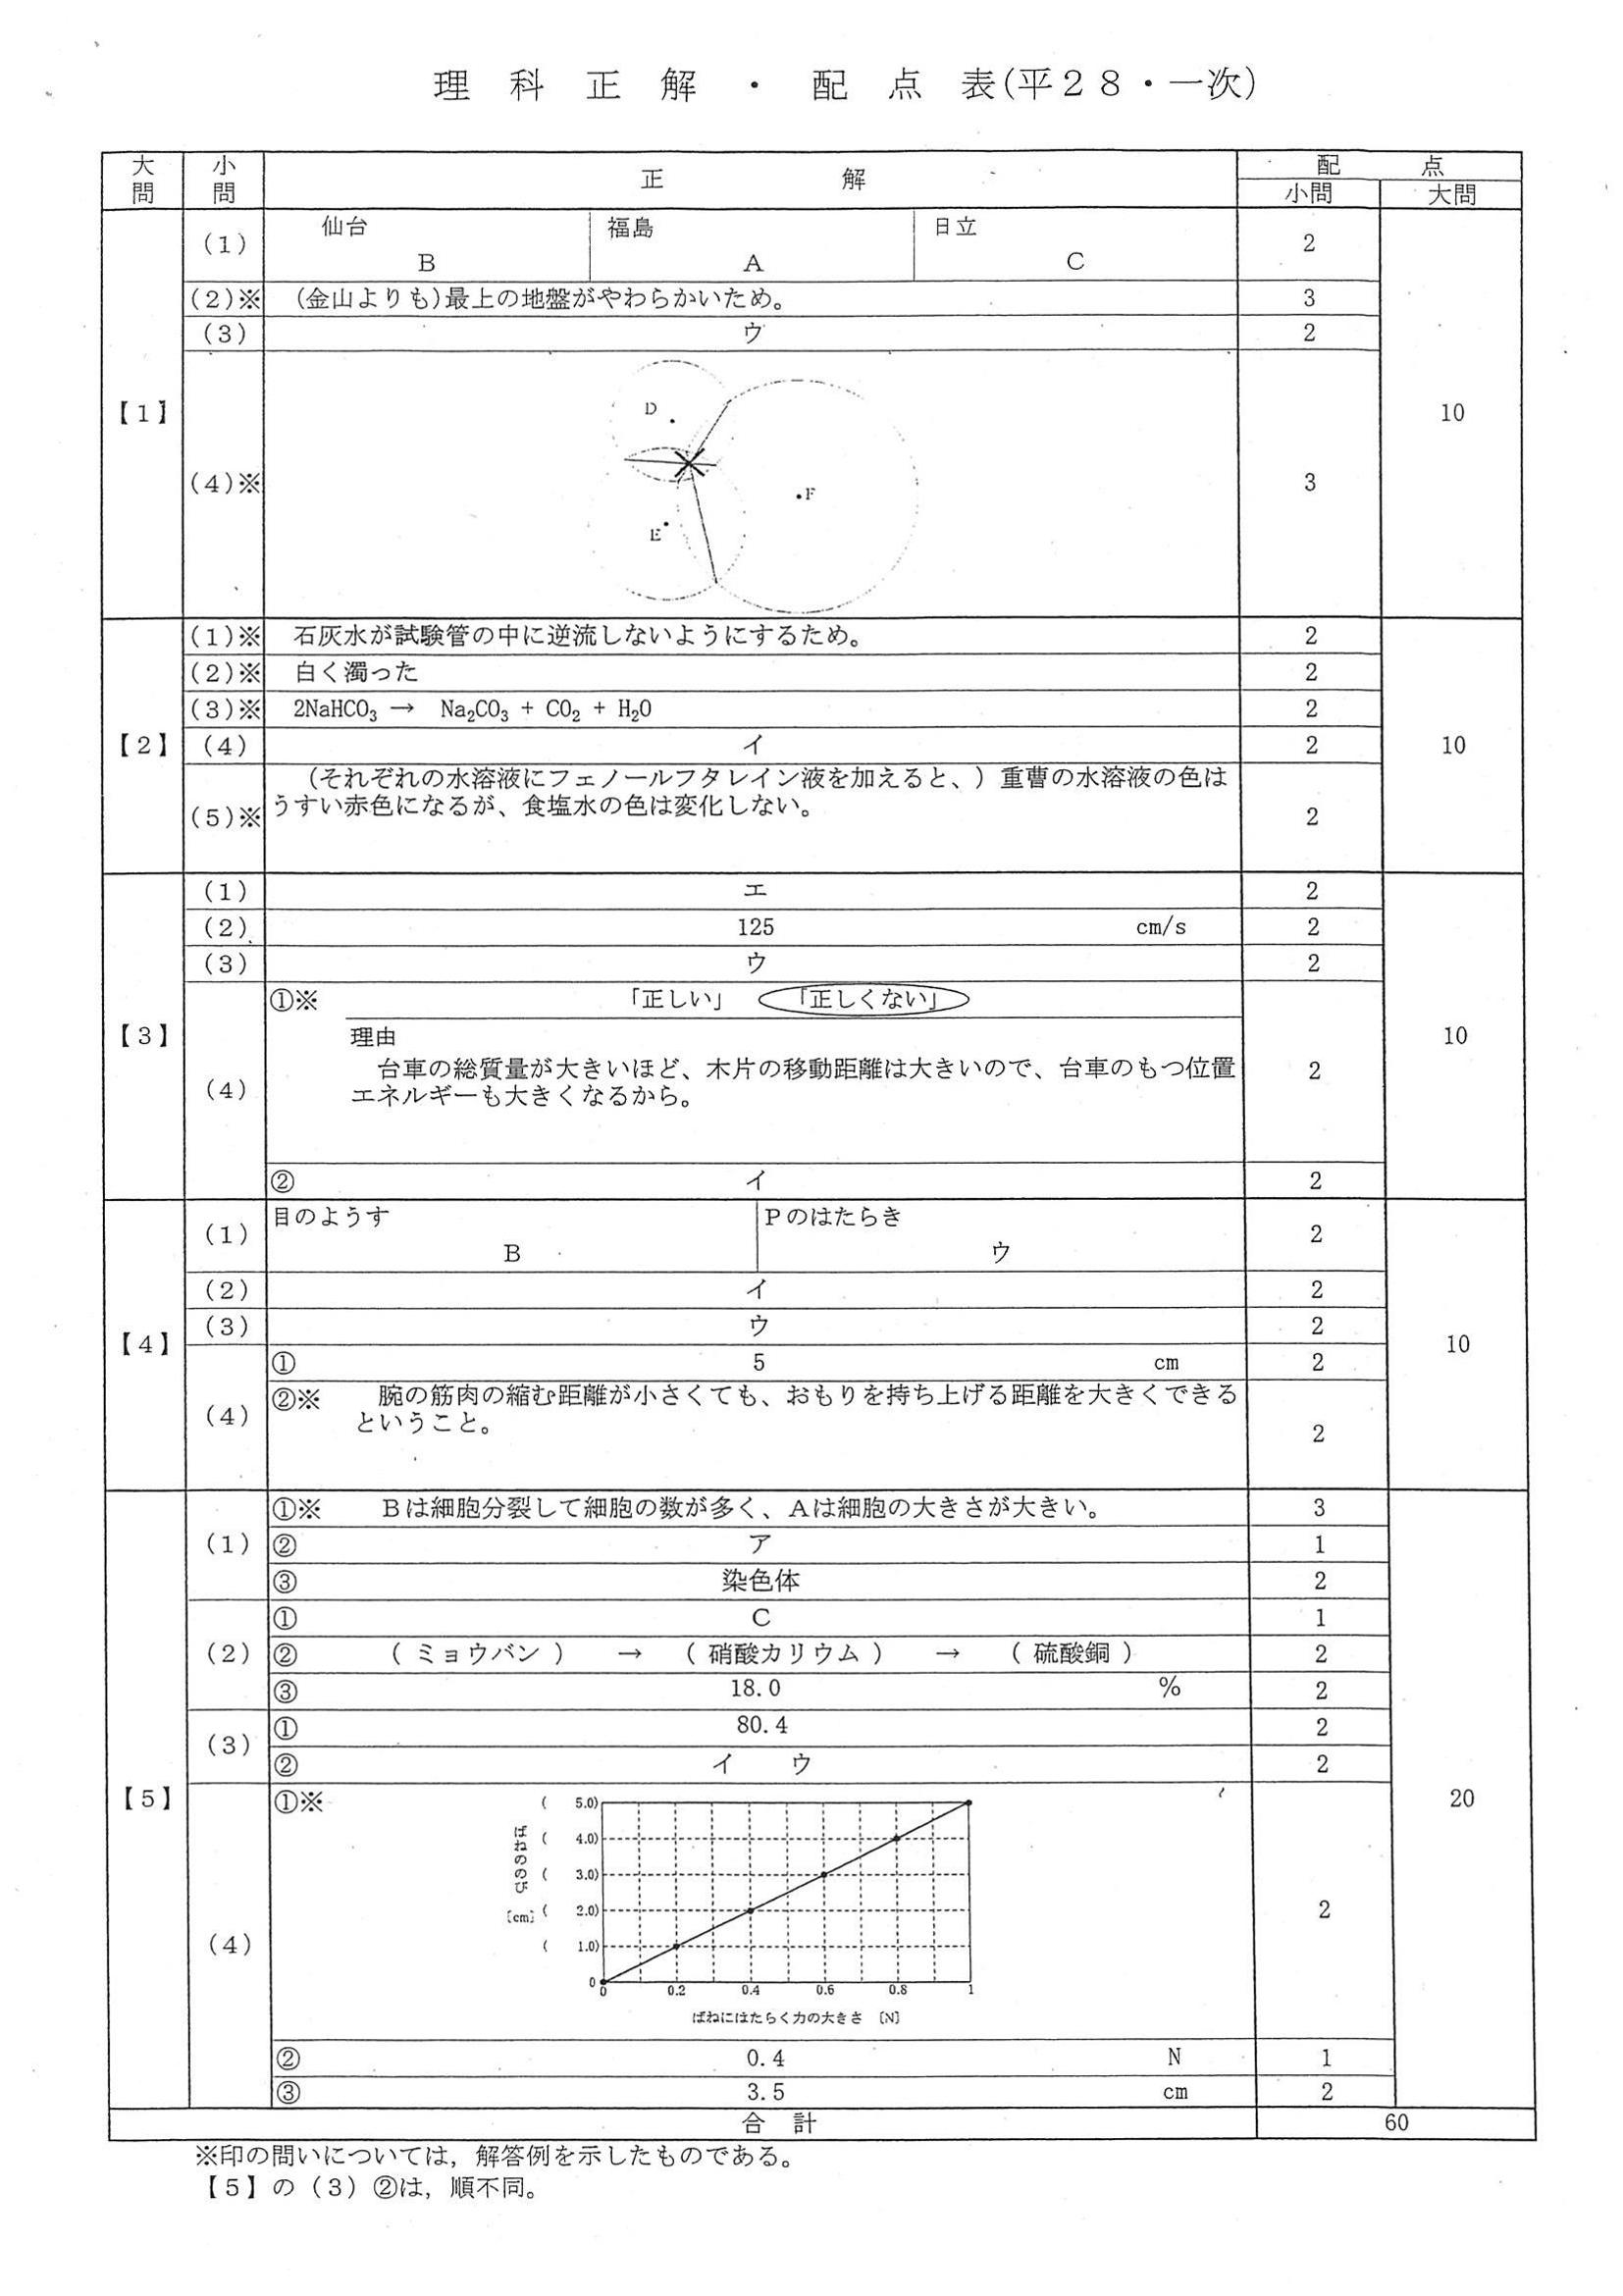 理科正解・配点表(平２８・一次)
大問 小問 正解 配点
小問 大問
【１】 10
(１) 仙台 B 福島 A 日立 C 2
(２)※ (金山よりも)最上の地盤がやわらかいため。 3
(３) ウ 2
(４)※ D E F 3
【２】 10
(１)※ 石灰水が試験管の中に逆流しないようにするため。 2
(２)※ 白く濁った 2
(３)※ 2NaHCO₃ → Na₂CO₃ + CO₂ + H₂O 2
(４) イ 2
(５)※ (それぞれの水溶液にフェノールフタレイン液を加えると、) 重曹の水溶液の色は
うすい赤色になるが、食塩水の色は変化しない。 2
【３】 10
(１) エ 2
(２) 125 cm/s 2
(３) ウ 2
(４) ①※ 「正しい」 「正しくない」 2
理由
台車の総質量が大きいほど、木片の移動距離は大きいので、台車のもつ位置
エネルギーも大きくなるから。
② イ 2
【４】 10
(１) 目のようす B Ｐのはたらき ウ 2
(２) イ 2
(３) ウ 2
(４) ① 5 cm 2
②※ 腕の筋肉の縮む距離が小さくても、おもりを持ち上げる距離を大きくできる
ということ。 2
【５】 20
(１) ①※ Ｂは細胞分裂して細胞の数が多く、Ａは細胞の大きさが大きい。 3
② ア 1
③ 染色体 2
(２) ① C 1
② ( ミョウバン ) → ( 硝酸カリウム ) → ( 硫酸銅 ) 2
③ 18.0 % 2
(３) ① 80.4 2
② イ ウ 2
(４) ①※ 2
ばねののび [cm]
( 5.0)
( 4.0)
( 3.0)
( 2.0)
( 1.0)
0
0 0.2 0.4 0.6 0.8 1
ばねにはたらく力の大きさ [N]
② 0.4 N 1
③ 3.5 cm 2
合計 60
※印の問いについては，解答例を示したものである。
【５】の（３）②は，順不同。